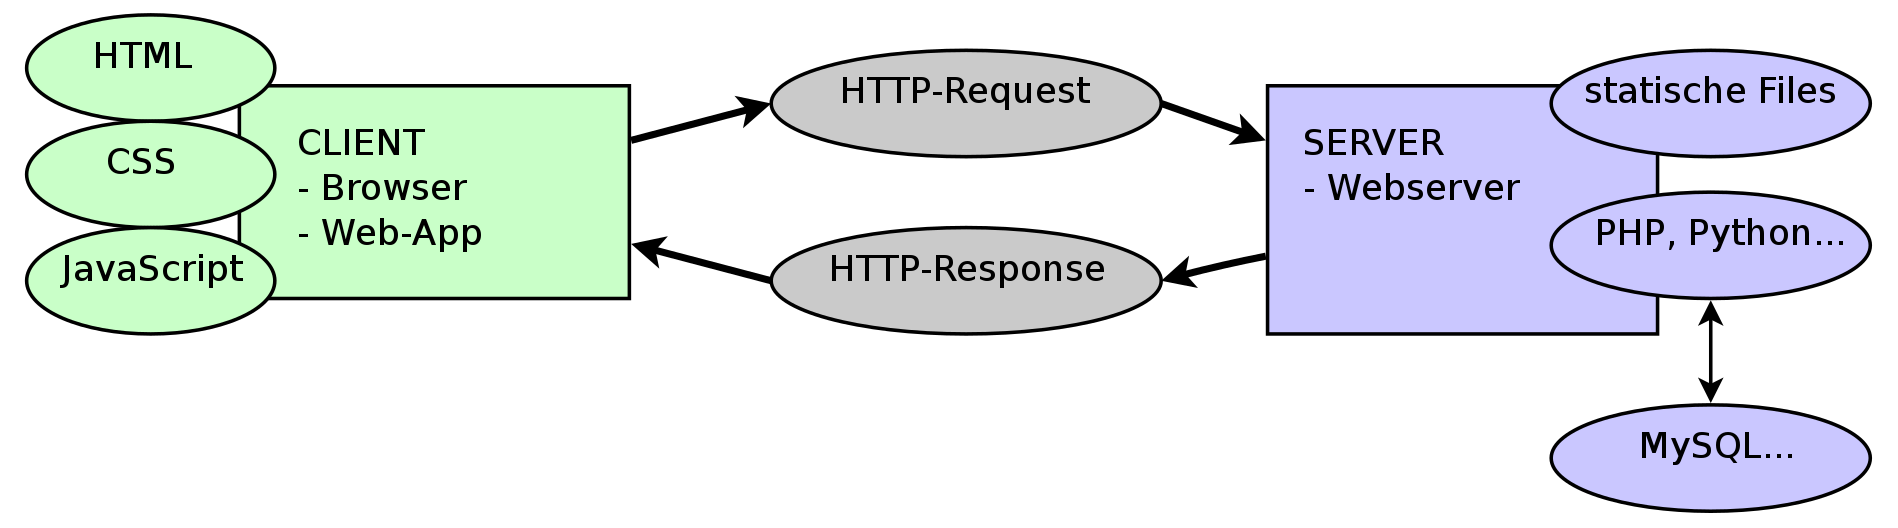 HTML
CSS
JavaScript
CLIENT
- Browser
- Web-App
HTTP-Request
HTTP-Response
SERVER
- Webserver
statische Files
PHP, Python...
MySQL...